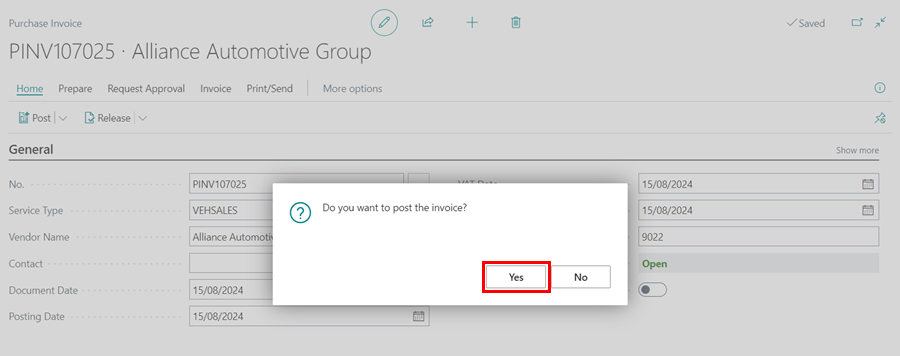 Purchase Invoice
Saved
PINV107025 · Alliance Automotive Group
Home Prepare Request Approval Invoice Print/Send More options
Post Release
General Show more
No. PINV107025 VAT Date 15/08/2024
Service Type VEHSALES 15/08/2024
Vendor Name Alliance Automotiv 9022
Contact Open
Document Date 15/08/2024
Posting Date 15/08/2024
Do you want to post the invoice?
Yes No